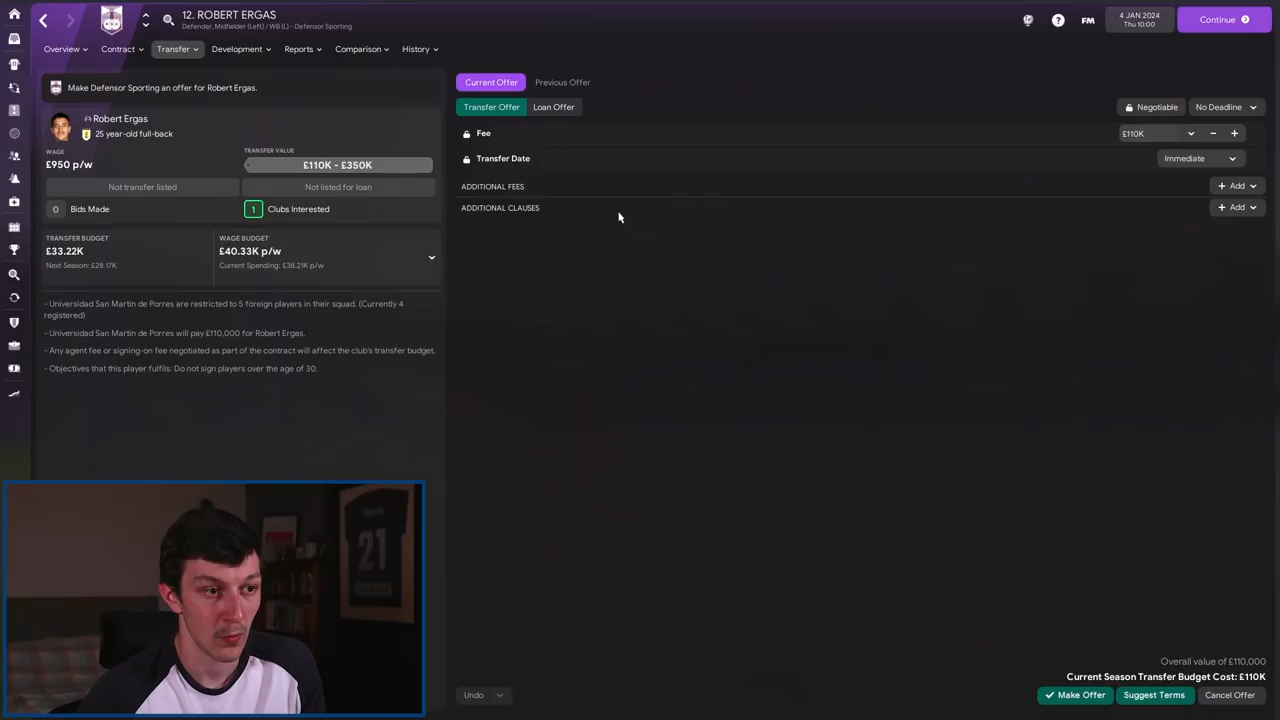 12. ROBERT ERGAS
Defender, Midfielder (Left) / WB (L) - Defensor Sporting
FM
4 JAN 2024
Thu 10:00
Continue
Overview
Contract
Transfer
Development
Reports
Comparison
History
Make Defensor Sporting an offer for Robert Ergas.
Robert Ergas
25 year-old full-back
WAGE
£950 p/w
TRANSFER VALUE
£110K - £350K
Not transfer listed
Not listed for loan
0 Bids Made
1 Clubs Interested
TRANSFER BUDGET
£33.22K
Next Season: £28.17K
WAGE BUDGET
£40.33K p/w
Current Spending: £38.21K p/w
- Universidad San Martín de Porres are restricted to 5 foreign players in their squad. (Currently 4
registered)
- Universidad San Martín de Porres will pay £110,000 for Robert Ergas.
- Any agent fee or signing-on fee negotiated as part of the contract will affect the club's transfer budget.
- Objectives that this player fulfils: Do not sign players over the age of 30.
Current Offer
Previous Offer
Transfer Offer
Loan Offer
Negotiable
No Deadline
Fee
£110K
Transfer Date
Immediate
ADDITIONAL FEES
+ Add
ADDITIONAL CLAUSES
+ Add
21
Overall value of £110,000
Current Season Transfer Budget Cost: £110K
Undo
Make Offer
Suggest Terms
Cancel Offer